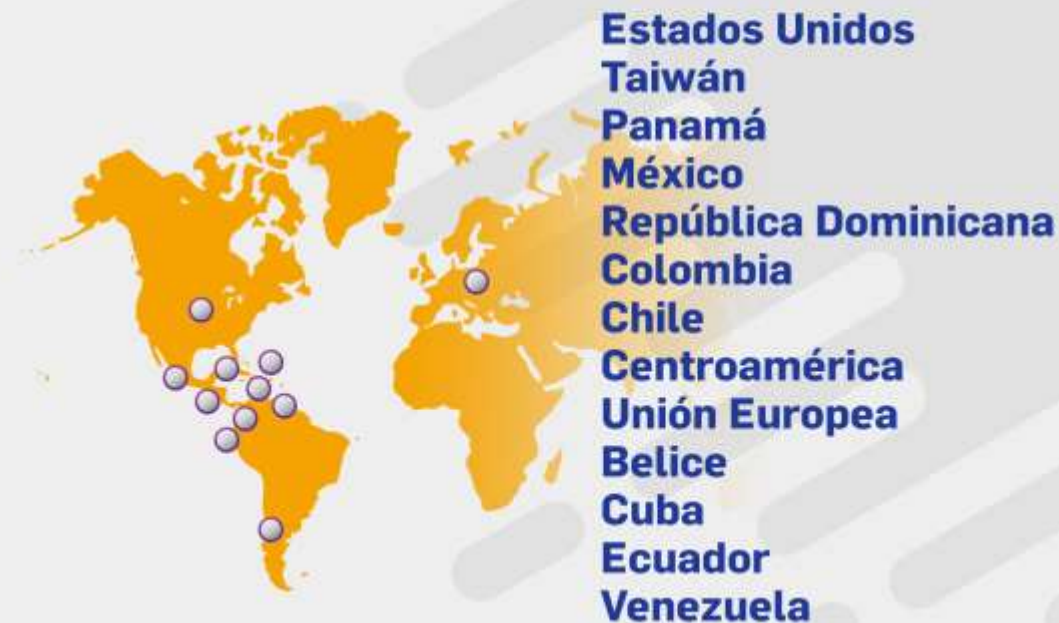 Estados Unidos
Taiwán
Panamá
México
República Dominicana
Colombia
Chile
Centroamérica
Unión Europea
Belice
Cuba
Ecuador
Venezuela